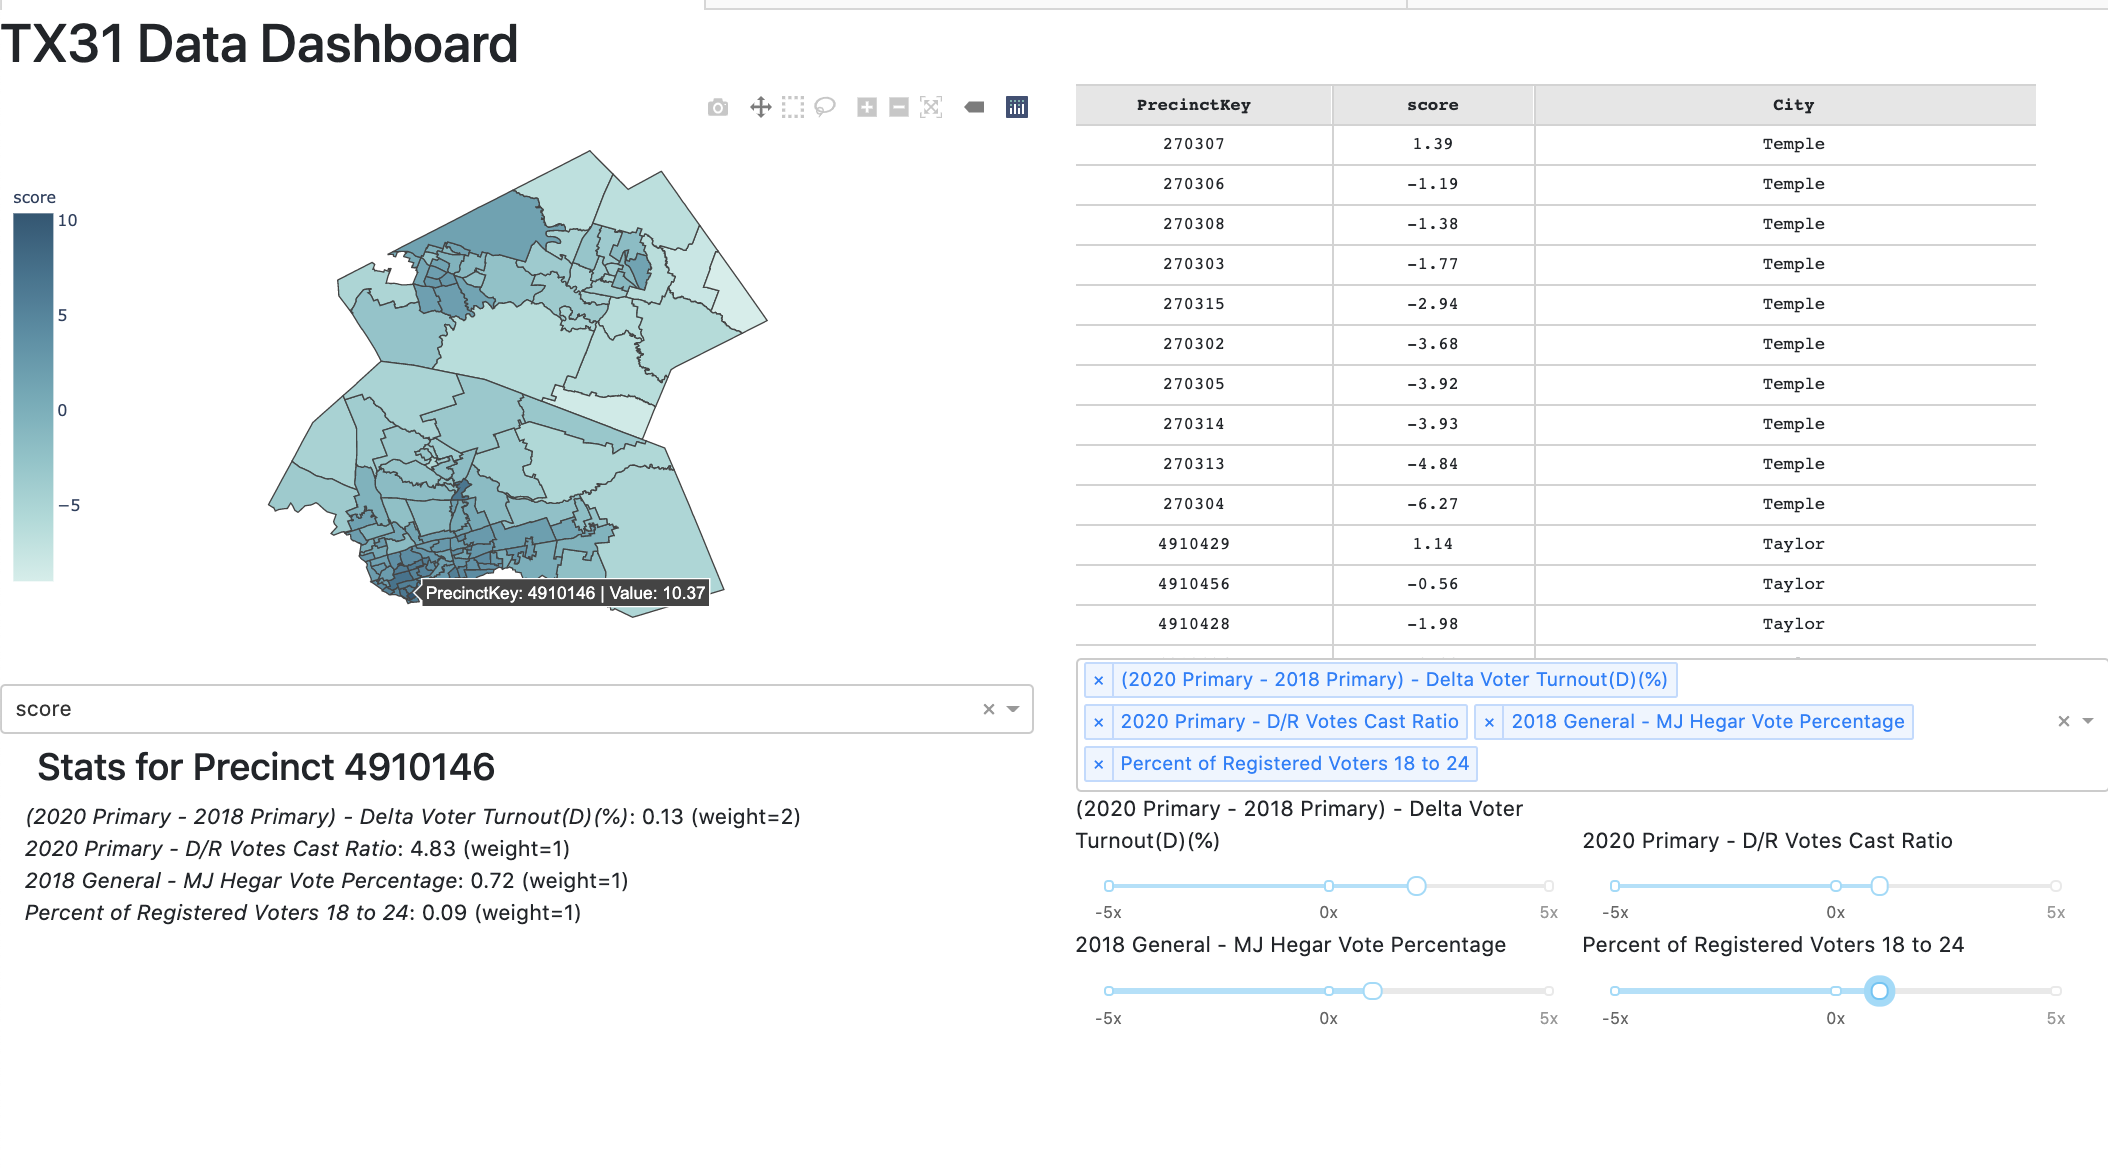 TX31 Data Dashboard
score
10
5
0
−5
PrecinctKey: 4910146 | Value: 10.37
PrecinctKey score City
270307 1.39 Temple
270306 -1.19 Temple
270308 -1.38 Temple
270303 -1.77 Temple
270315 -2.94 Temple
270302 -3.68 Temple
270305 -3.92 Temple
270314 -3.93 Temple
270313 -4.84 Temple
270304 -6.27 Temple
4910429 1.14 Taylor
4910456 -0.56 Taylor
4910428 -1.98 Taylor
score × 
Stats for Precinct 4910146
(2020 Primary - 2018 Primary) - Delta Voter Turnout(D)(%): 0.13 (weight=2)
2020 Primary - D/R Votes Cast Ratio: 4.83 (weight=1)
2018 General - MJ Hegar Vote Percentage: 0.72 (weight=1)
Percent of Registered Voters 18 to 24: 0.09 (weight=1)
× (2020 Primary - 2018 Primary) - Delta Voter Turnout(D)(%)
× 2020 Primary - D/R Votes Cast Ratio × 2018 General - MJ Hegar Vote Percentage ×
× Percent of Registered Voters 18 to 24
(2020 Primary - 2018 Primary) - Delta Voter
Turnout(D)(%)
-5x 0x 5x
2020 Primary - D/R Votes Cast Ratio
-5x 0x 5x
2018 General - MJ Hegar Vote Percentage
-5x 0x 5x
Percent of Registered Voters 18 to 24
-5x 0x 5x